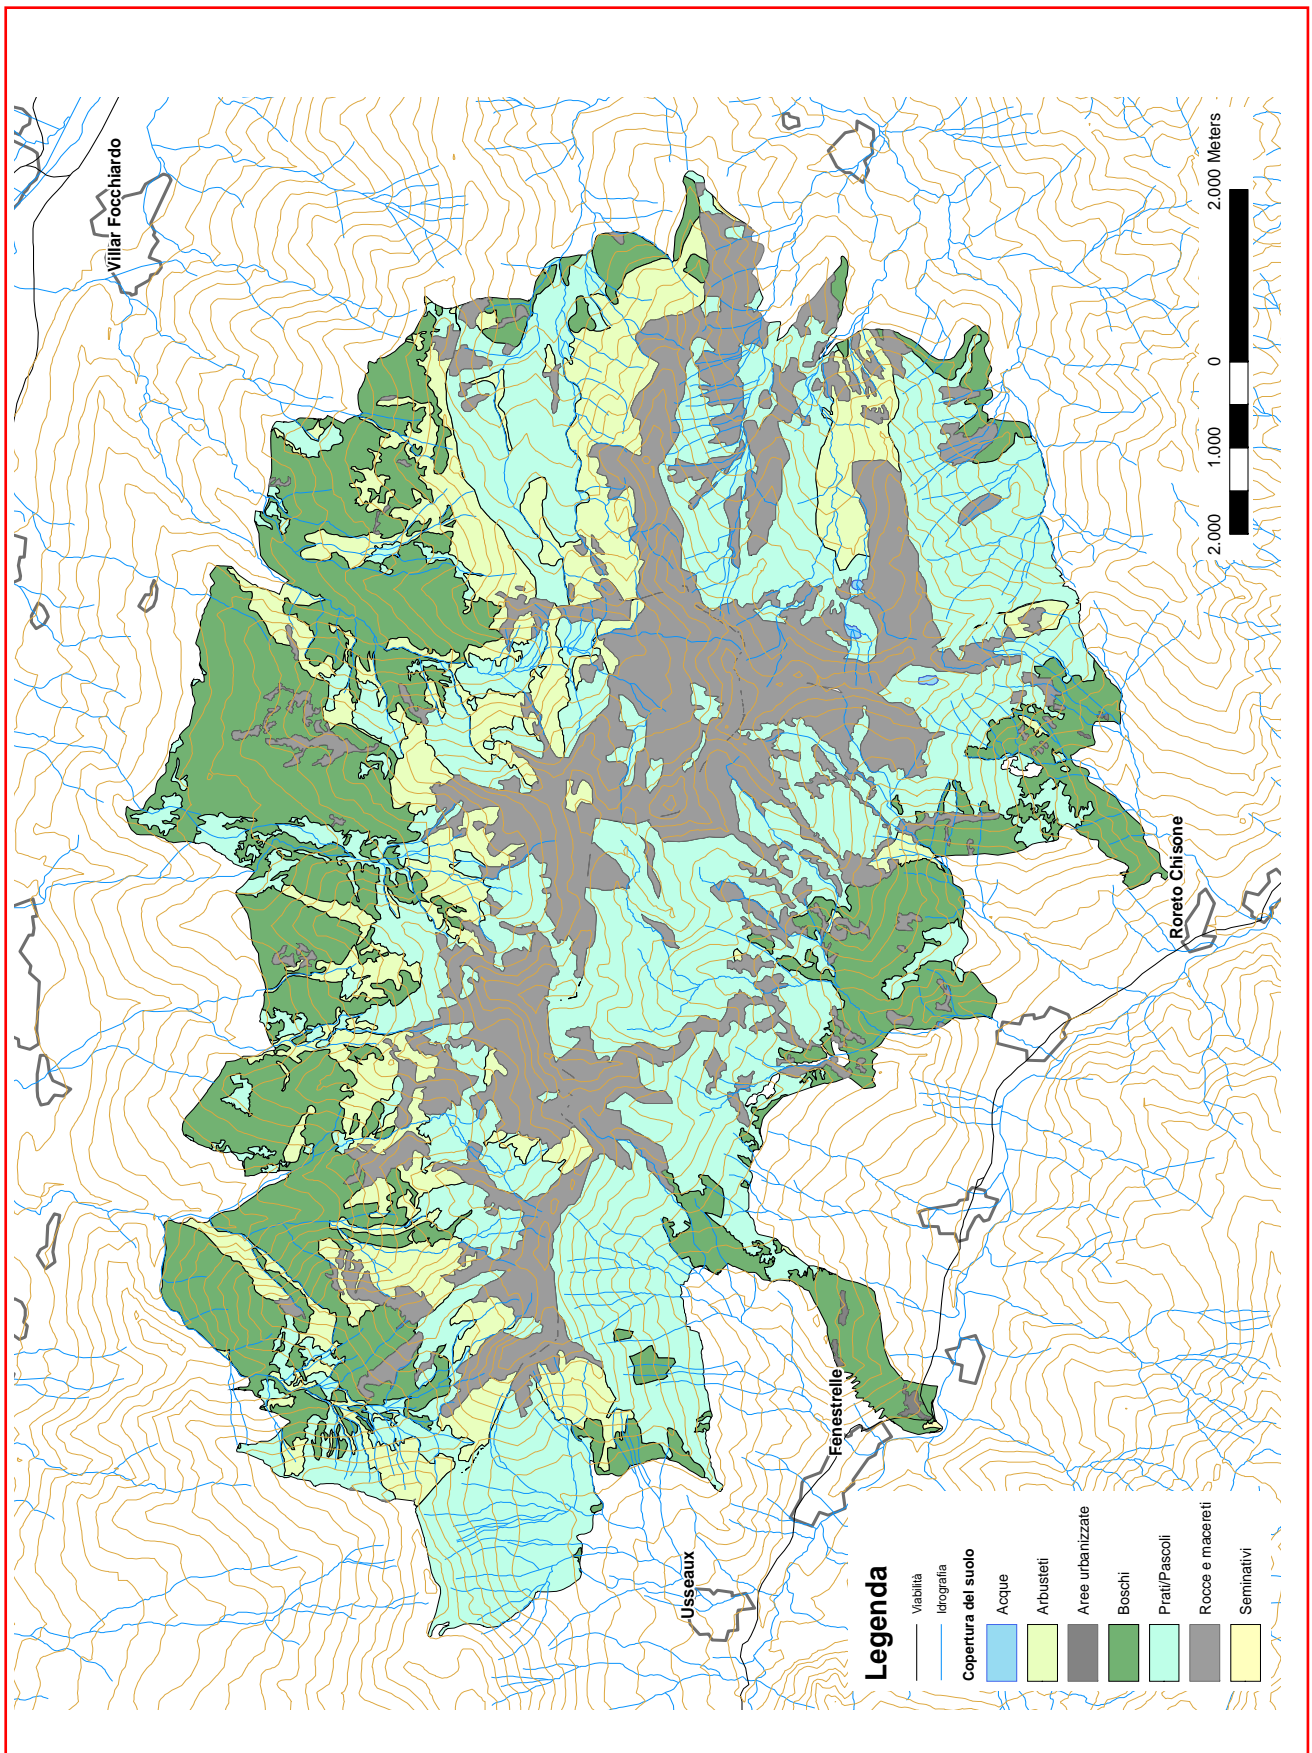 Villar Focchiardo
Roreto Chisone
Fenestrelle
Usseaux
2.000 1.000 0 2.000 Meters
Legenda
Viabilità
Idrografia
Copertura del suolo
Acque
Arbusteti
Aree urbanizzate
Boschi
Prati/Pascoli
Rocce e macereti
Seminativi